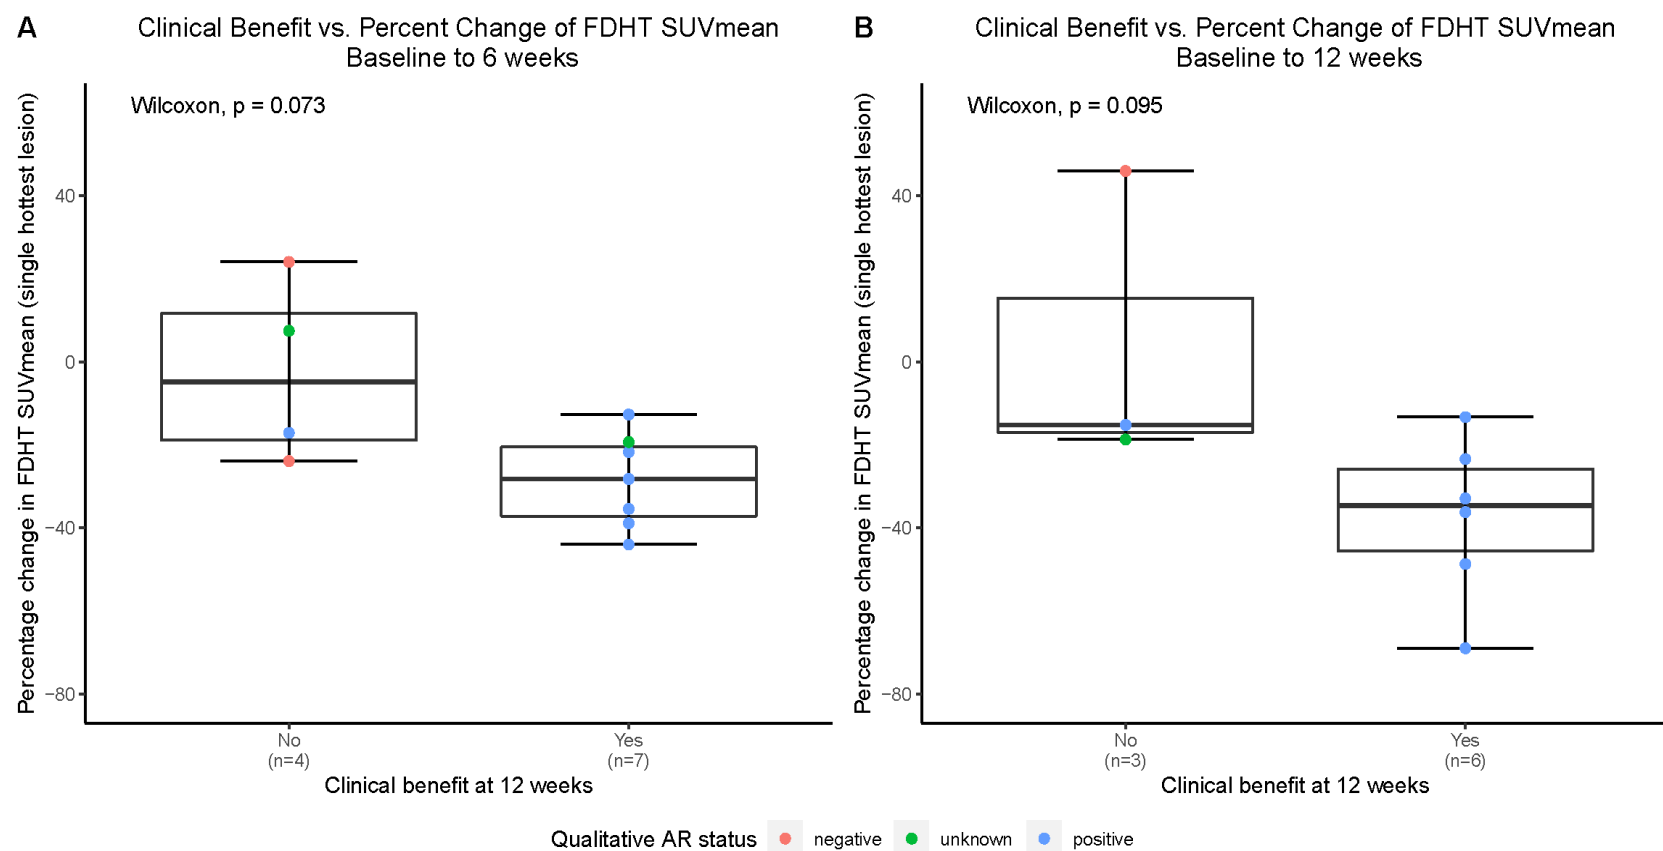 A
Clinical Benefit vs. Percent Change of FDHT SUVmean
Baseline to 6 weeks
Wilcoxon, p = 0.073
Percentage change in FDHT SUVmean (single hottest lesion)
40
0
−40
−80
No
(n=4)
Yes
(n=7)
Clinical benefit at 12 weeks
B
Clinical Benefit vs. Percent Change of FDHT SUVmean
Baseline to 12 weeks
Wilcoxon, p = 0.095
Percentage change in FDHT SUVmean (single hottest lesion)
40
0
−40
−80
No
(n=3)
Yes
(n=6)
Clinical benefit at 12 weeks
Qualitative AR status negative unknown positive